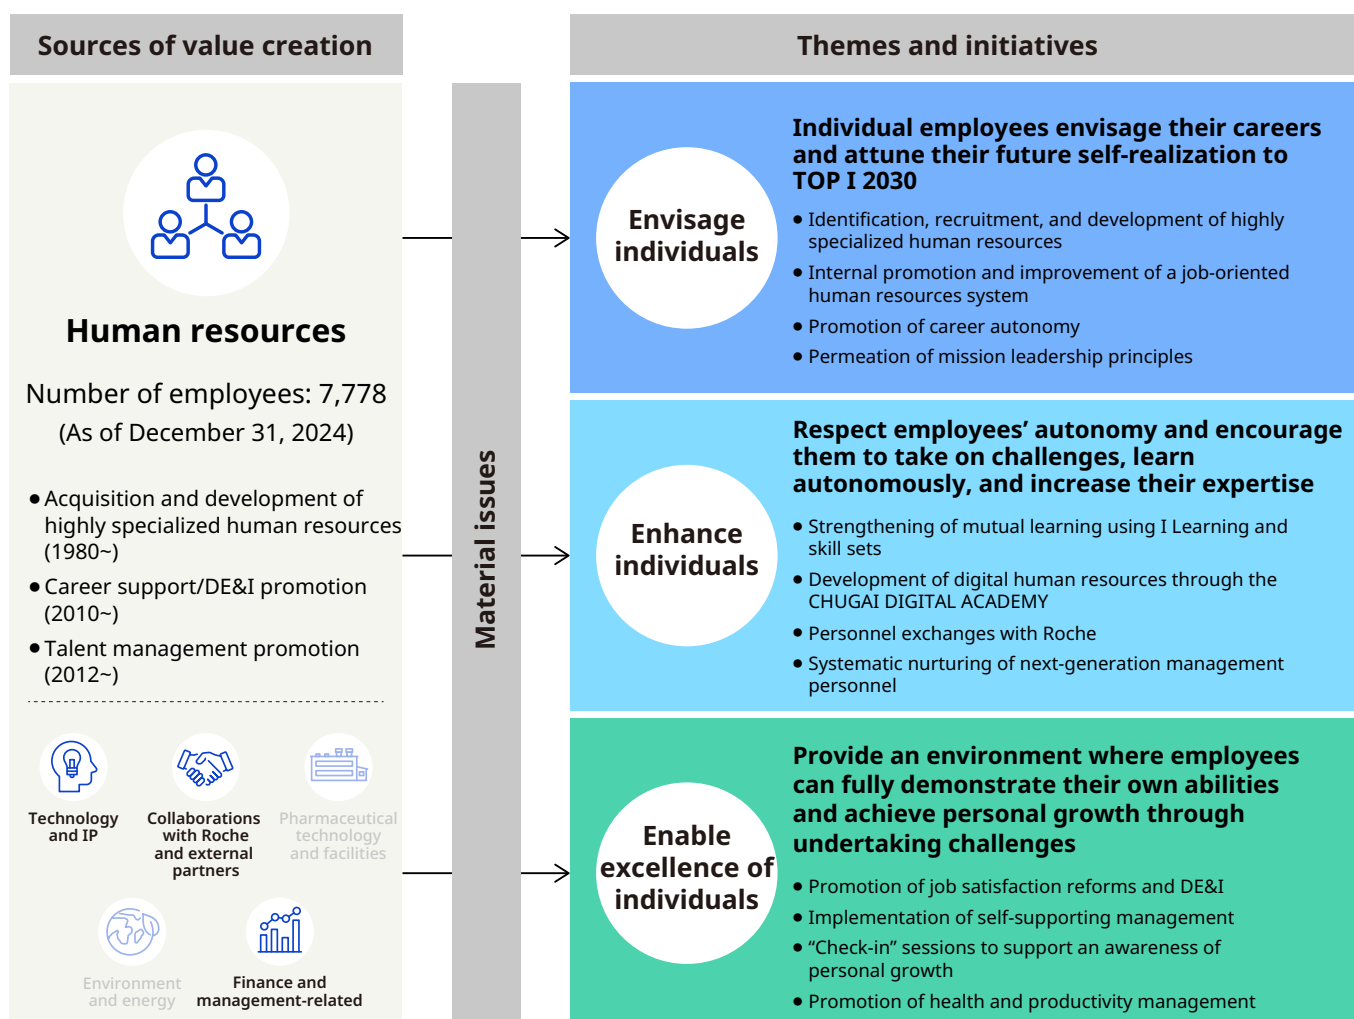 Sources of value creation
Human resources
Number of employees: 7,778
(As of December 31, 2024)
● Acquisition and development of
highly specialized human resources
(1980~)
● Career support/DE&I promotion
(2010~)
● Talent management promotion
(2012~)
Technology
and IP
Collaborations
with Roche
and external
partners
Pharmaceutical
technology
and facilities
Environment
and energy
Finance and
management-related
Material issues
Themes and initiatives
Envisage
individuals
Individual employees envisage their careers
and attune their future self-realization to
TOP I 2030
● Identification, recruitment, and development of highly
specialized human resources
● Internal promotion and improvement of a job-oriented
human resources system
● Promotion of career autonomy
● Permeation of mission leadership principles
Enhance
individuals
Respect employees’ autonomy and encourage
them to take on challenges, learn
autonomously, and increase their expertise
● Strengthening of mutual learning using I Learning and
skill sets
● Development of digital human resources through the
CHUGAI DIGITAL ACADEMY
● Personnel exchanges with Roche
● Systematic nurturing of next-generation management
personnel
Enable
excellence of
individuals
Provide an environment where employees
can fully demonstrate their own abilities
and achieve personal growth through
undertaking challenges
● Promotion of job satisfaction reforms and DE&I
● Implementation of self-supporting management
● “Check-in” sessions to support an awareness of
personal growth
● Promotion of health and productivity management